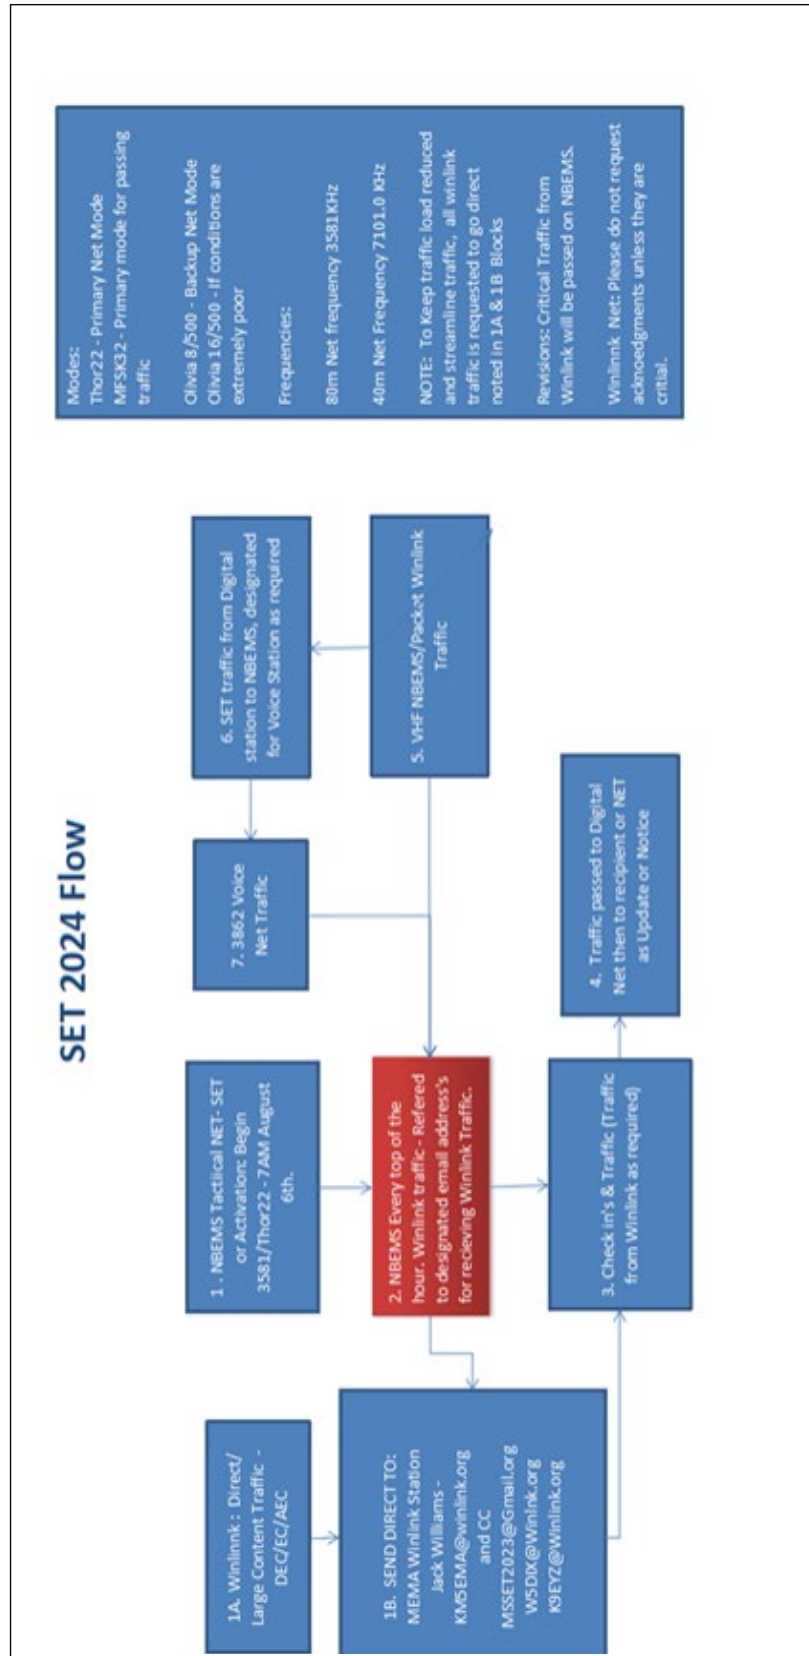 SET 2024 Flow
1A. Winlinnk : Direct/
Large Content Traffic -
DEC/EC/AEC
1B. SEND DIRECT TO:
MEMA Winlink Station
Jack Williams -
KM5EMA@winlink.org
and CC
MSSET2023@Gmail.org
W5DIX@Winlnk.org
K9EYZ@Winlink.org
1 . NBEMS Tactiical NET- SET
or Activation: Begin
3581/Thor22 - 7AM August
6th.
2. NBEMS Every top of the
hour. Winlink traffic - Refered
to designated email address's
for recieving Winlink Traffic.
3. Check in's & Traffic (Traffic
from Winlink as required)
4. Traffic passed to Digital
Net then to recipient or NET
as Update or Notice
5. VHF NBEMS/Packet Winlink
Traffic
6. SET traffic from Digital
station to NBEMS, designated
for Voice Station as required
7. 3862 Voice
Net Traffic
Modes:
Thor22 - Primary Net Mode
MFSK32 - Primary mode for passing
traffic
Olivia 8/500 - Backup Net Mode
Olivia 16/500 - If conditions are
extremely poor
Frequencies:
80m Net frequency 3581KHz
40m Net Frequency 7101.0 KHz
NOTE: To Keep traffic load reduced
and streamline traffic, all winlink
traffic is requested to go direct
noted in 1A & 1B Blocks
Revisions: Critical Traffic from
Winlink will be passed on NBEMS.
Winlinnk Net: Please do not request
acknoedgments unless they are
critial.